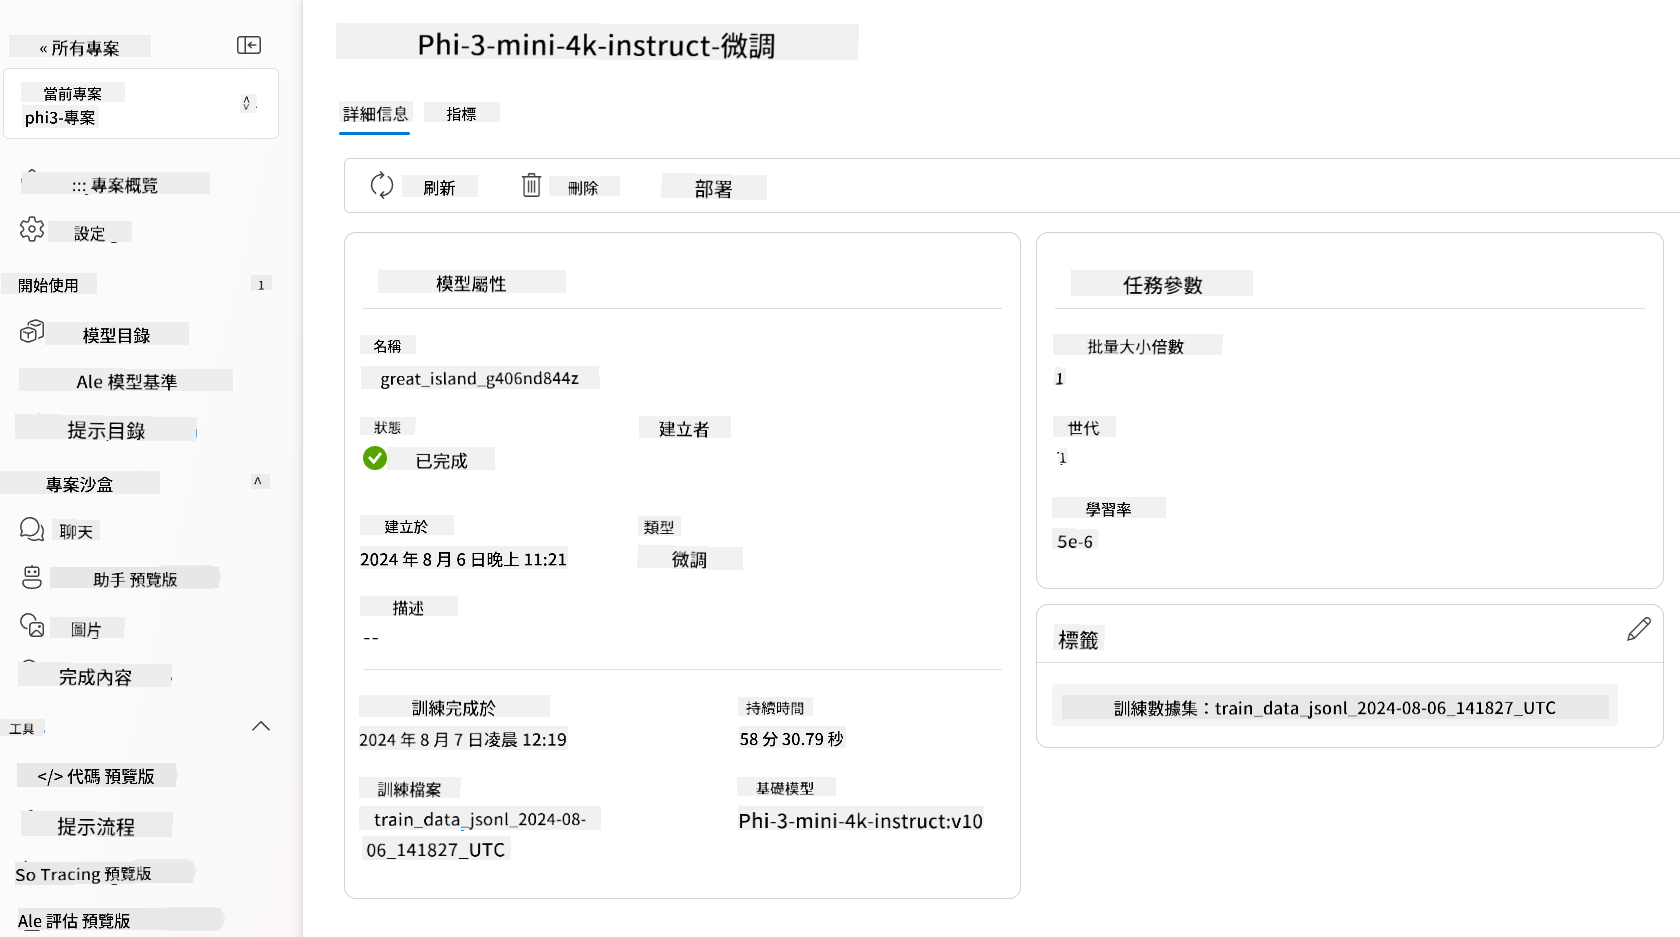 « 所有專案
當前專案
phi3-專案
::: 專案概覽
設定
開始使用
1
模型目錄
Ale 模型基準
提示目錄
專案沙盒
^
聊天
助手 預覽版
圖片
完成內容
工具
</> 代碼 預覽版
提示流程
So Tracing 預覽版
Ale 評估 預覽版
Phi-3-mini-4k-instruct-微調
詳細信息
指標
刷新
刪除
部署
模型屬性
名稱
great_island_g406nd844z
狀態
建立者
已完成
建立於
類型
2024 年 8 月 6 日晚上 11:21
微調
描述
--
訓練完成於
持續時間
2024 年 8 月 7 日凌晨 12:19
58 分 30.79 秒
訓練檔案
基礎模型
train_data_jsonl_2024-08-
06_141827_UTC
Phi-3-mini-4k-instruct:v10
任務參數
批量大小倍數
1
世代
1
學習率
5e-6
標籤
訓練數據集：train_data_jsonl_2024-08-06_141827_UTC